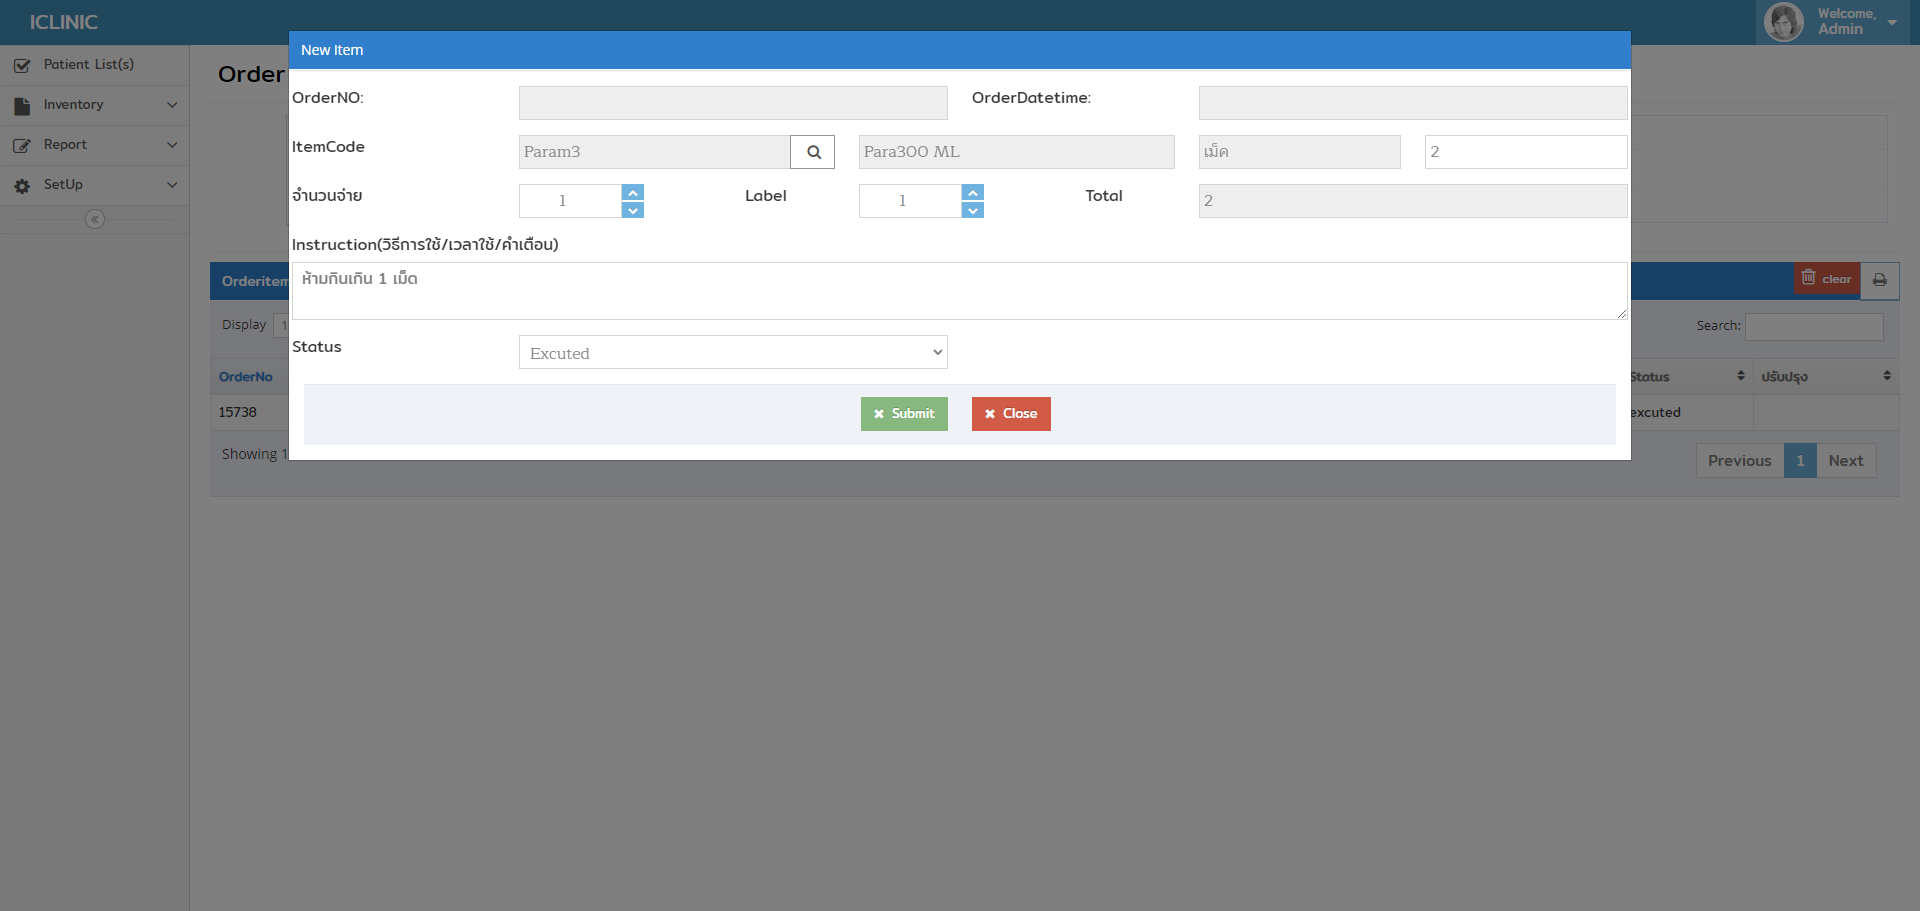 ICLINIC
Welcome,
Admin
Patient List(s)
Inventory
Report
SetUp
Order
New Item
OrderNO:
OrderDatetime:
ItemCode Param3 Para300 ML เม็ด 2
จำนวนจ่าย 1 Label 1 Total 2
Instruction(วิธีการใช้/เวลาใช้/คำเตือน)
ห้ามกินเกิน 1 เม็ด
Status Excuted
Submit Close
Orderitem clear
Display 1 Search:
OrderNo Status ปรับปรุง
15738 excuted
Showing 1 Previous 1 Next